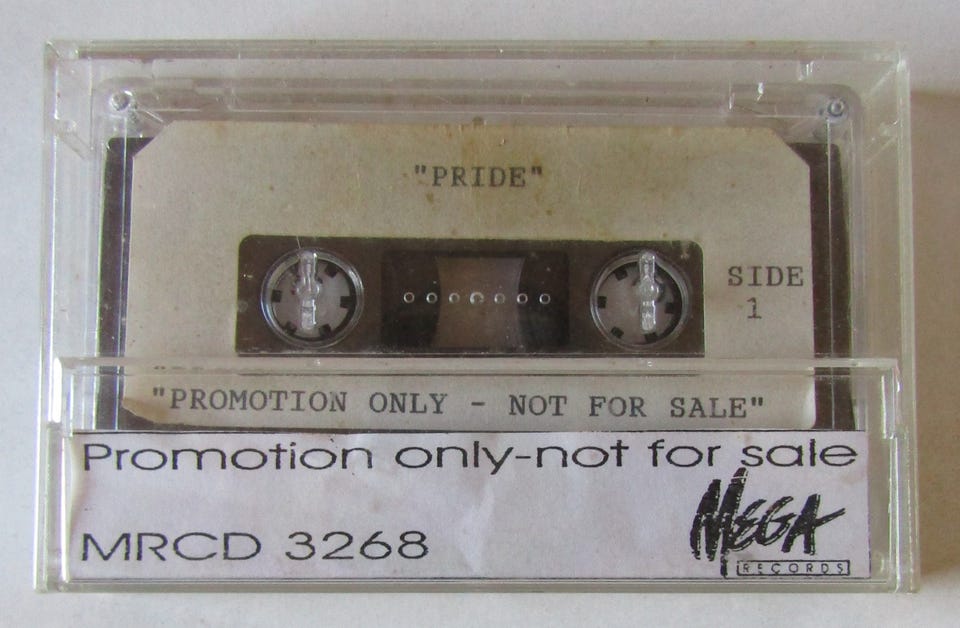 "PRIDE"
SIDE
1
"PROMOTION ONLY - NOT FOR SALE"
Promotion only-not for sale
MRCD 3268
MEGA
RECORDS